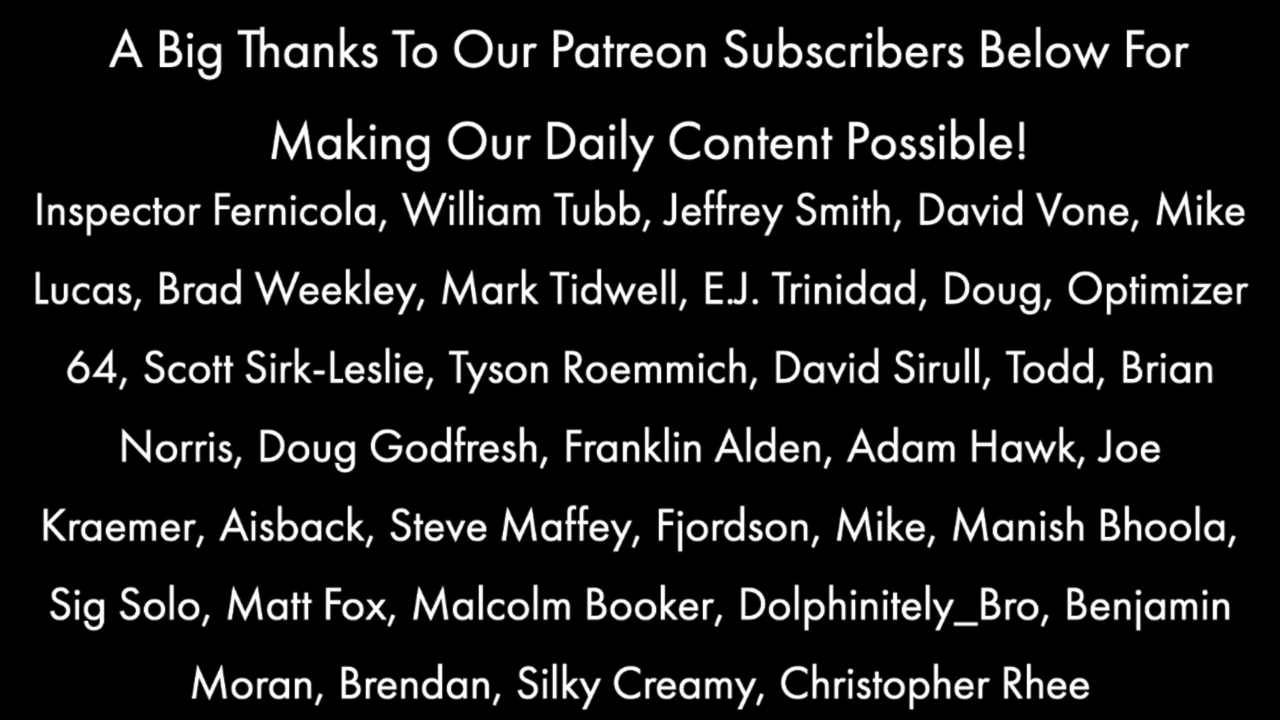 A Big Thanks To Our Patreon Subscribers Below For
Making Our Daily Content Possible!
Inspector Fernicola, William Tubb, Jeffrey Smith, David Vone, Mike
Lucas, Brad Weekley, Mark Tidwell, E.J. Trinidad, Doug, Optimizer
64, Scott Sirk-Leslie, Tyson Roemmich, David Sirull, Todd, Brian
Norris, Doug Godfresh, Franklin Alden, Adam Hawk, Joe
Kraemer, Aisback, Steve Maffey, Fjordson, Mike, Manish Bhoola,
Sig Solo, Matt Fox, Malcolm Booker, Dolphinitely_Bro, Benjamin
Moran, Brendan, Silky Creamy, Christopher Rhee